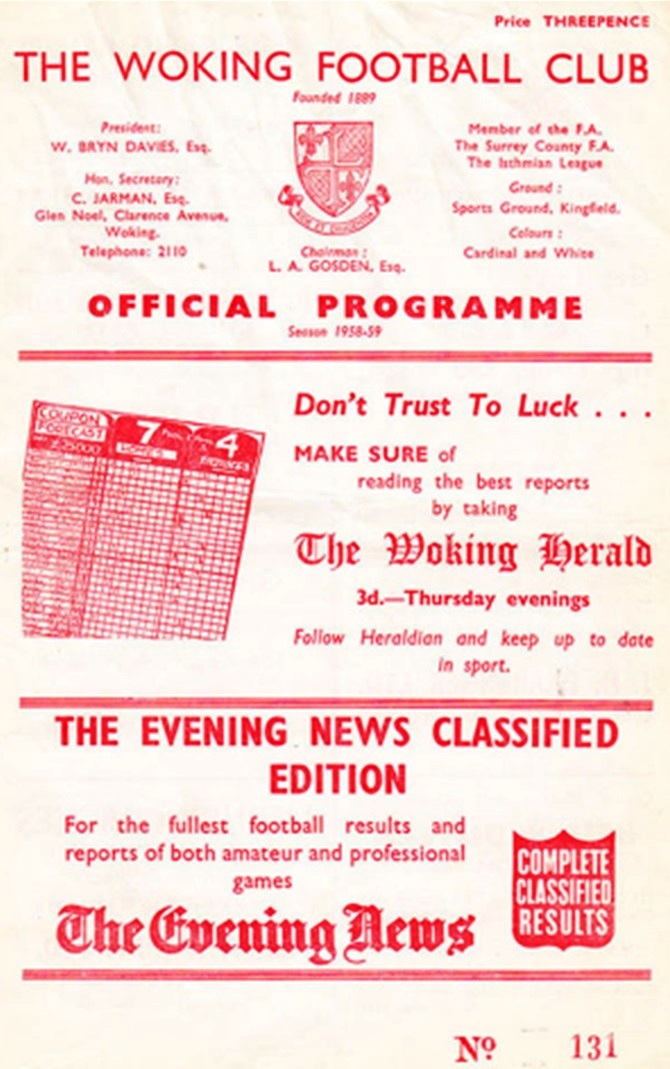 Price THREEPENCE
THE WOKING FOOTBALL CLUB
Founded 1889
President:
W. BRYN DAVIES, Esq.
Hon. Secretary:
C. JARMAN, Esq.
Glen Noel, Clarence Avenue,
Woking.
Telephone: 2110
Chairman:
L. A. GOSDEN, Esq.
Member of the F.A.
The Surrey County F.A.
The Isthmian League
Ground:
Sports Ground, Kingfield.
Colours:
Cardinal and White
OFFICIAL PROGRAMME
Season 1958-59
COUPON
FORECAST
7
4
Don't Trust To Luck . . .
MAKE SURE of
reading the best reports
by taking
The Woking Herald
3d.—Thursday evenings
Follow Heraldian and keep up to date
in sport.
THE EVENING NEWS CLASSIFIED
EDITION
For the fullest football results and
reports of both amateur and professional
games
The Evening News
COMPLETE
CLASSIFIED
RESULTS
Nº 131